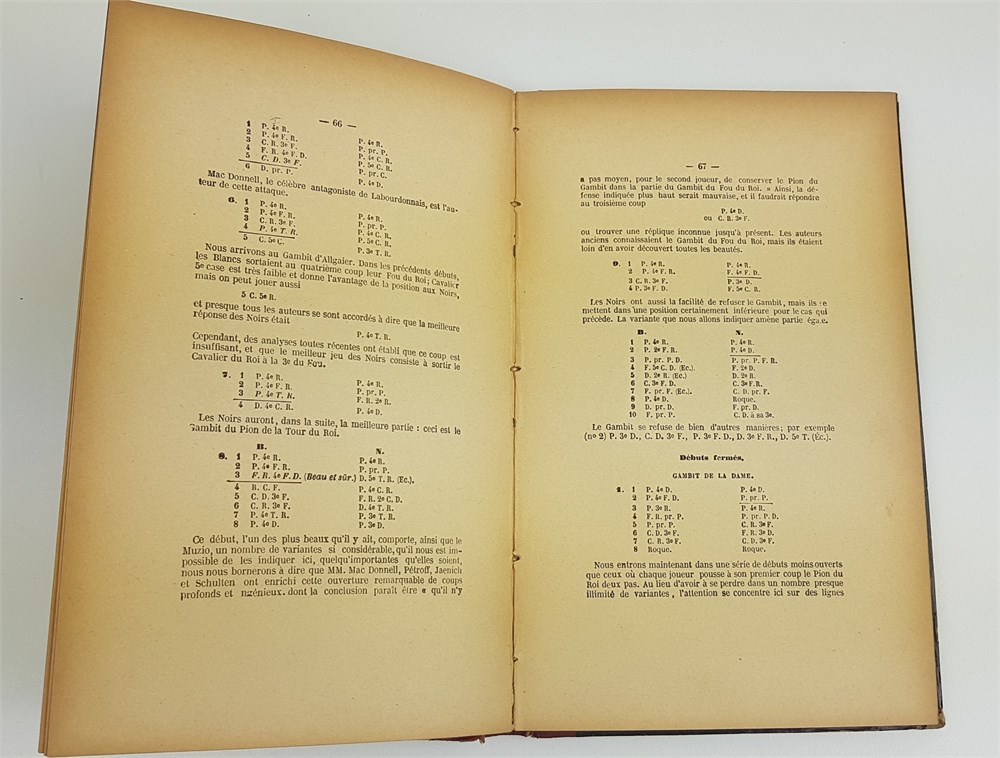 — 66 —
1 P. 4e R. P. 4e R.
2 P. 4e F. R. P. pr. P.
3 C. R. 3e F. P. 4e C. R.
4 F. R. 4e F. D. P. 5e C. R.
5 C. D. 3e F. P. pr. C.
6 D. pr. P. P. 4e D.
Mac Donnell, le célèbre antagoniste de Labourdonnais, est l'au-
teur de cette attaque.
6. 1 P. 4e R. P. 4e R.
2 P. 4e F. R. P. pr. P.
3 C. R. 3e F. P. 4e C. R.
4 P. 4e T. R. P. 5e C. R.
5 C. 5e C. P. 3e T. R.
Nous arrivons au Gambit d'Allgaier. Dans les précédents débuts,
les Blancs sortaient au quatrième coup leur Fou du Roi; Cavalier
5e case est très faible et donne l'avantage de la position aux Noirs,
mais on peut jouer aussi
5 C. 5e R.
et presque tous les auteurs se sont accordés à dire que la meilleure
réponse des Noirs était
P. 4e T. R.
Cependant, des analyses toutes récentes ont établi que ce coup est
insuffisant, et que le meilleur jeu des Noirs consiste à sortir le
Cavalier du Roi à la 3e du Fou.
7. 1 P. 4e R. P. 4e R.
2 P. 4e F. R. P. pr. P.
3 P. 4e T. R. F. R. 2e R.
4 D. 4e C. R. P. 4e D.
Les Noirs auront, dans la suite, la meilleure partie : ceci est le
Gambit du Pion de la Tour du Roi.
B. N.
8. 1 P. 4e R. P. 4e R.
2 P. 4e F. R. P. pr. P.
3 F. R. 4e F. D. (Beau et sûr.) D. 5e T. R. (Ec.)
4 R. C. F. P. 4e C. R.
5 C. D. 3e F. F. R. 2e C. D.
6 C. R. 3e F. D. 4e T. R.
7 P. 4e T. R. P. 3e T. R.
8 P. 4e D. P. 3e D.
Ce début, l'un des plus beaux qu'il y ait, comporte, ainsi que le
Muzio, un nombre de variantes si considérable, qu'il nous est im-
possible de les indiquer ici, quelqu'importantes qu'elles soient,
nous nous bornerons à dire que MM. Mac Donnell, Pétroff, Jaenich
et Schulten ont enrichi cette ouverture remarquable de coups
profonds et ngénieux. dont la conclusion paraît être « qu'il n'y
— 67 —
a pas moyen, pour le second joueur, de conserver le Pion du
Gambit dans la partie du Gambit du Fou du Roi. » Ainsi, la dé-
fense indiquée plus haut serait mauvaise, et il faudrait répondre
au troisième coup
P. 4e D.
ou C. R. 3e F.
ou trouver une réplique inconnue jusqu'à présent. Les auteurs
anciens connaissaient le Gambit du Fou du Roi, mais ils étaient
loin d'en avoir découvert toutes les beautés.
9. 1 P. 4e R. P. 4e R.
2 P. 4e F. R. F. 4e F. D.
3 C. R. 3e F. P. 3e D.
4 P. 3e F. D. F. 5e C. R.
Les Noirs ont aussi la facilité de refuser le Gambit, mais ils se
mettent dans une position certainement inférieure pour le cas qui
précède. La variante que nous allons indiquer amène partie égale.
B. N.
1 P. 4e R. P. 4e R.
2 P. 2e F. R. P. 4e D.
3 P. pr. P. D. P. pr. P. F. R.
4 F. 5e C. D. (Ec.) F. 2e D.
5 D. 2e R. (Ec.) D. 2e R.
6 C. 3e F. D. C. 3e F. R.
7 F. pr. F. (Ec.) C. D. pr. F.
8 P. 4e D. Roque.
9 D. pr. D. F. pr. D.
10 F. pr. P. C. D. à sa 3e.
Le Gambit se refuse de bien d'autres manières; par exemple
(no 2) P. 3e D., C. D. 3e F., P. 3e F. D., D. 3e F. R., D. 5e T. (Éc.).
Débuts fermés.
GAMBIT DE LA DAME.
1. 1 P. 4e D. P. 4e D.
2 P. 4e F. D. P. pr. P.
3 P. 3e R. P. 4e R.
4 F. R. pr. P. P. pr. P. D.
5 P. pr. P. C. R. 3e F.
6 C. D. 3e F. F. R. 3e D.
7 C. R. 3e F. C. D. 3e F.
8 Roque. Roque.
Nous entrons maintenant dans une série de débuts moins ouverts
que ceux où chaque joueur pousse à son premier coup le Pion du
Roi deux pas. Au lieu d'avoir à se perdre dans un nombre presque
illimité de variantes, l'attention se concentre ici sur des lignes